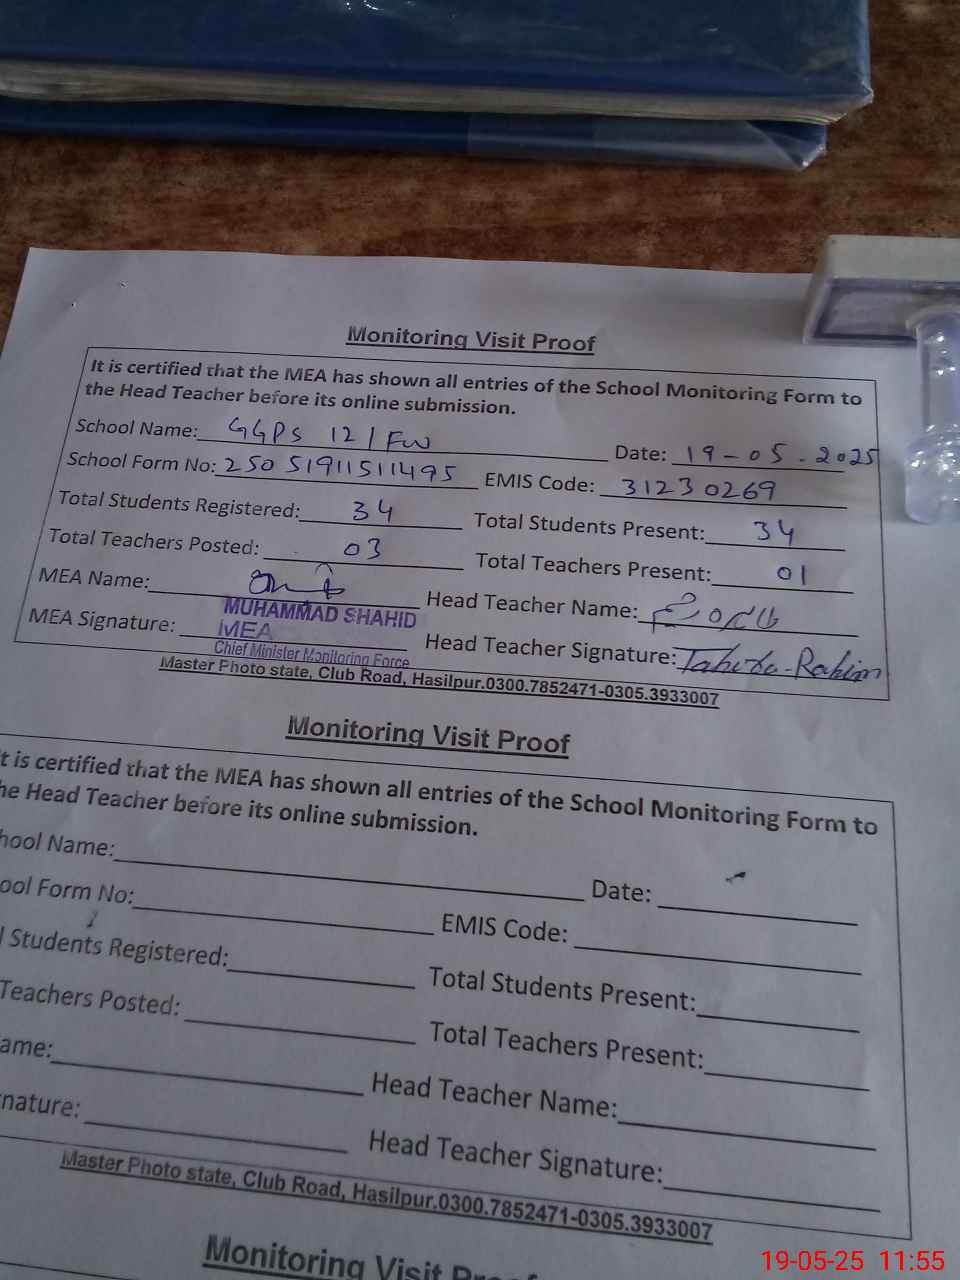 Monitoring Visit Proof
It is certified that the MEA has shown all entries of the School Monitoring Form to
the Head Teacher before its online submission.
School Name: GGPS 121/FW Date: 19-05-2025
School Form No: 25051911511495 EMIS Code: 31230269
Total Students Registered: 34 Total Students Present: 34
Total Teachers Posted: 03 Total Teachers Present: 01
MEA Name: Head Teacher Name:
MUHAMMAD SHAHID
MEA Signature: MEA Head Teacher Signature: Tahira Rahim
Chief Minister Monitoring Force
Master Photo state, Club Road, Hasilpur.0300.7852471-0305.3933007
Monitoring Visit Proof
t is certified that the MEA has shown all entries of the School Monitoring Form to
he Head Teacher before its online submission.
hool Name: Date:
ool Form No: EMIS Code:
l Students Registered: Total Students Present:
Teachers Posted: Total Teachers Present:
ame: Head Teacher Name:
nature: Head Teacher Signature:
Master Photo state, Club Road, Hasilpur.0300.7852471-0305.3933007
Monitoring Visit Proof
19-05-25 11:55